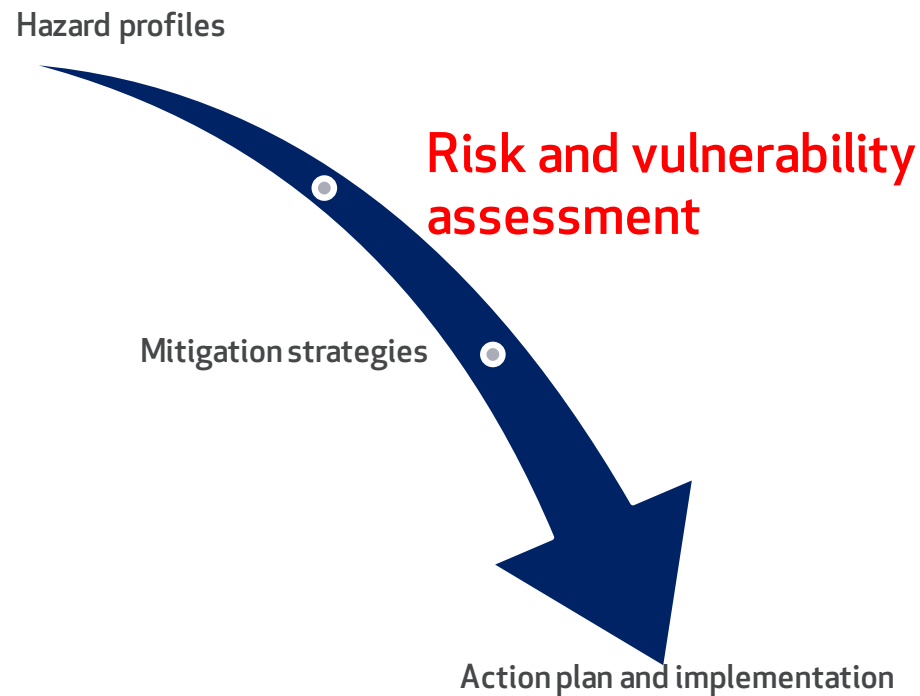 Hazard profiles
Risk and vulnerability
assessment
Mitigation strategies
Action plan and implementation